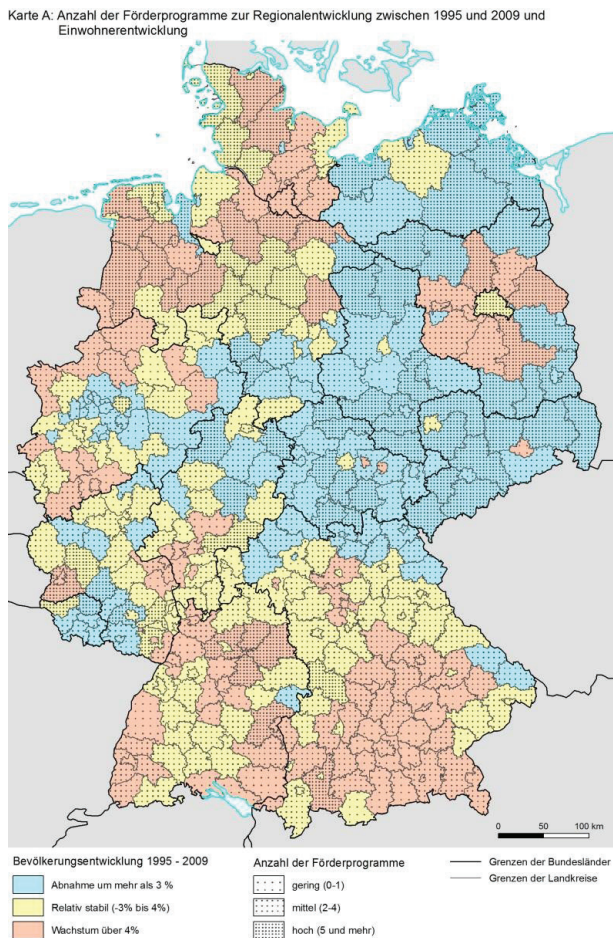 Karte A: Anzahl der Förderprogramme zur Regionalentwicklung zwischen 1995 und 2009 und
Einwohnerentwicklung
0 50 100 km
Bevölkerungsentwicklung 1995 - 2009
Abnahme um mehr als 3 %
Relativ stabil (-3% bis 4%)
Wachstum über 4%
Anzahl der Förderprogramme
gering (0-1)
mittel (2-4)
hoch (5 und mehr)
Grenzen der Bundesländer
Grenzen der Landkreise